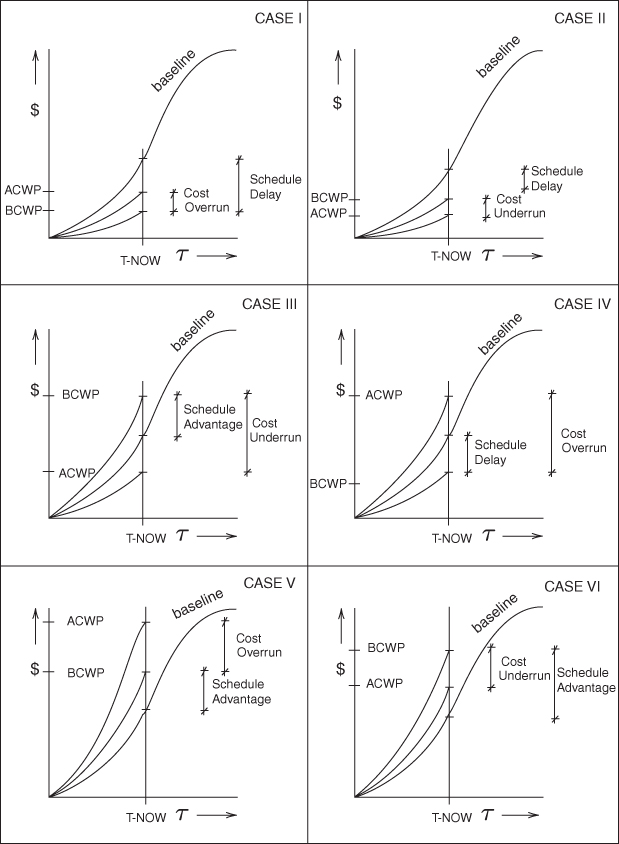 CASE I
baseline
$
ACWP
BCWP
Cost
Overrun
Schedule
Delay
T-NOW τ
CASE II
baseline
$
BCWP
ACWP
Schedule
Delay
Cost
Underrun
T-NOW τ
CASE III
baseline
$
BCWP
ACWP
Schedule
Advantage
Cost
Underrun
T-NOW τ
CASE IV
baseline
$
ACWP
BCWP
Schedule
Delay
Cost
Overrun
T-NOW τ
CASE V
baseline
ACWP
$
BCWP
Cost
Overrun
Schedule
Advantage
T-NOW τ
CASE VI
baseline
BCWP
$
ACWP
Cost
Underrun
Schedule
Advantage
T-NOW τ